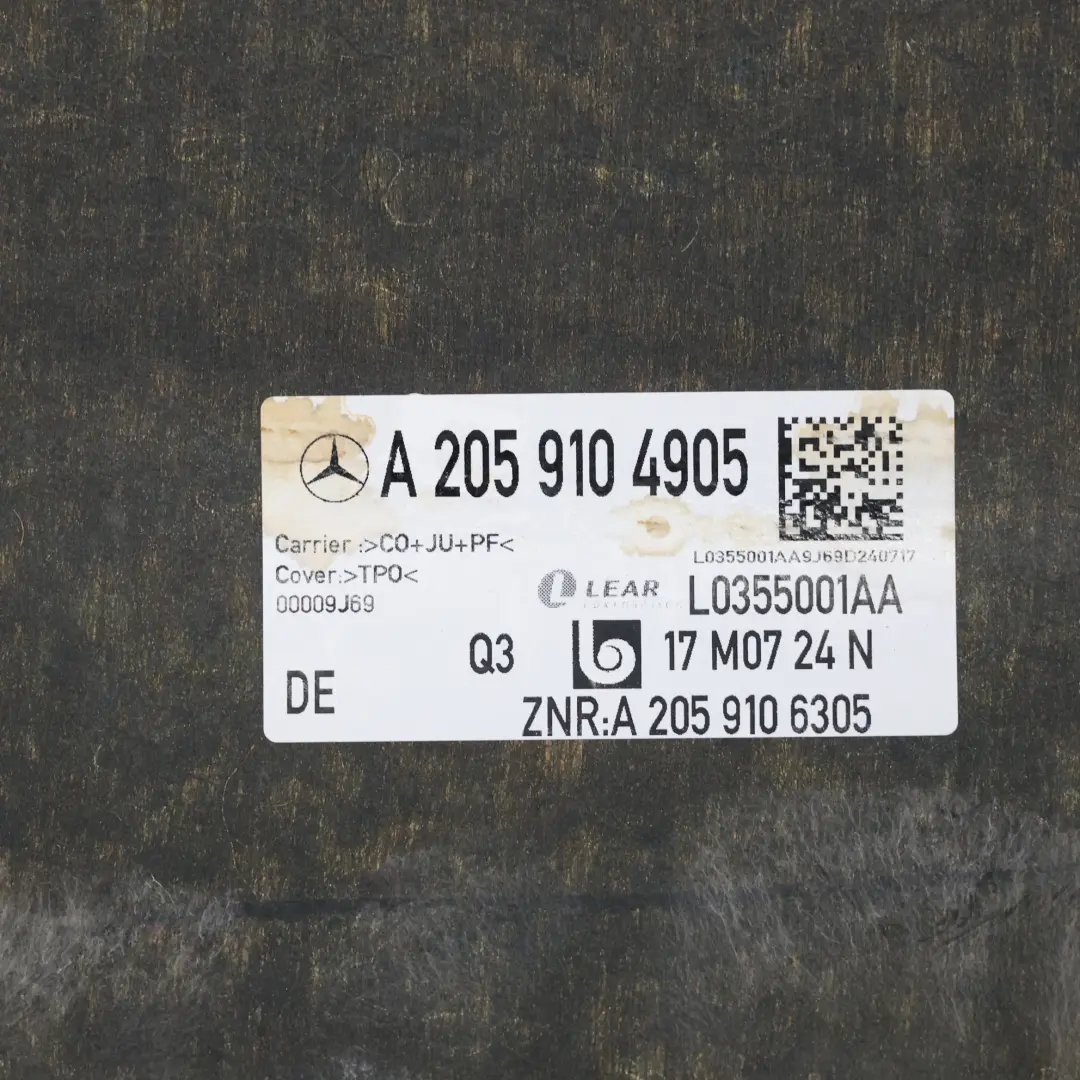 A 205 910 4905
Carrier :>CO+JU+PF<
Cover:>TPO<
00009J69
L0355001AA9J69D240717
LEAR
CORPORATION
L0355001AA
Q3
17 M07 24 N
DE
ZNR:A 205 910 6305